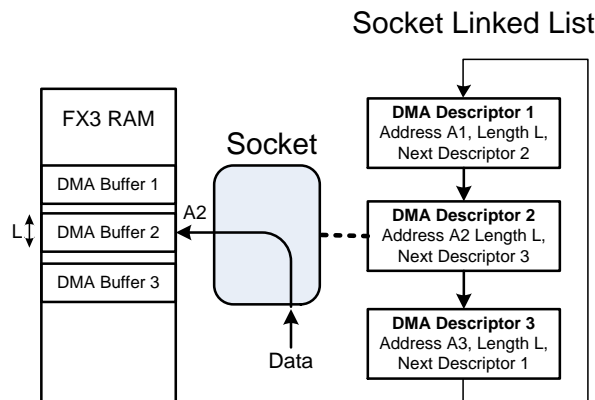 Socket Linked List
FX3 RAM
DMA Buffer 1
DMA Buffer 2
DMA Buffer 3
L
A2
Socket
Data
DMA Descriptor 1
Address A1, Length L,
Next Descriptor 2
DMA Descriptor 2
Address A2 Length L,
Next Descriptor 3
DMA Descriptor 3
Address A3, Length L,
Next Descriptor 1